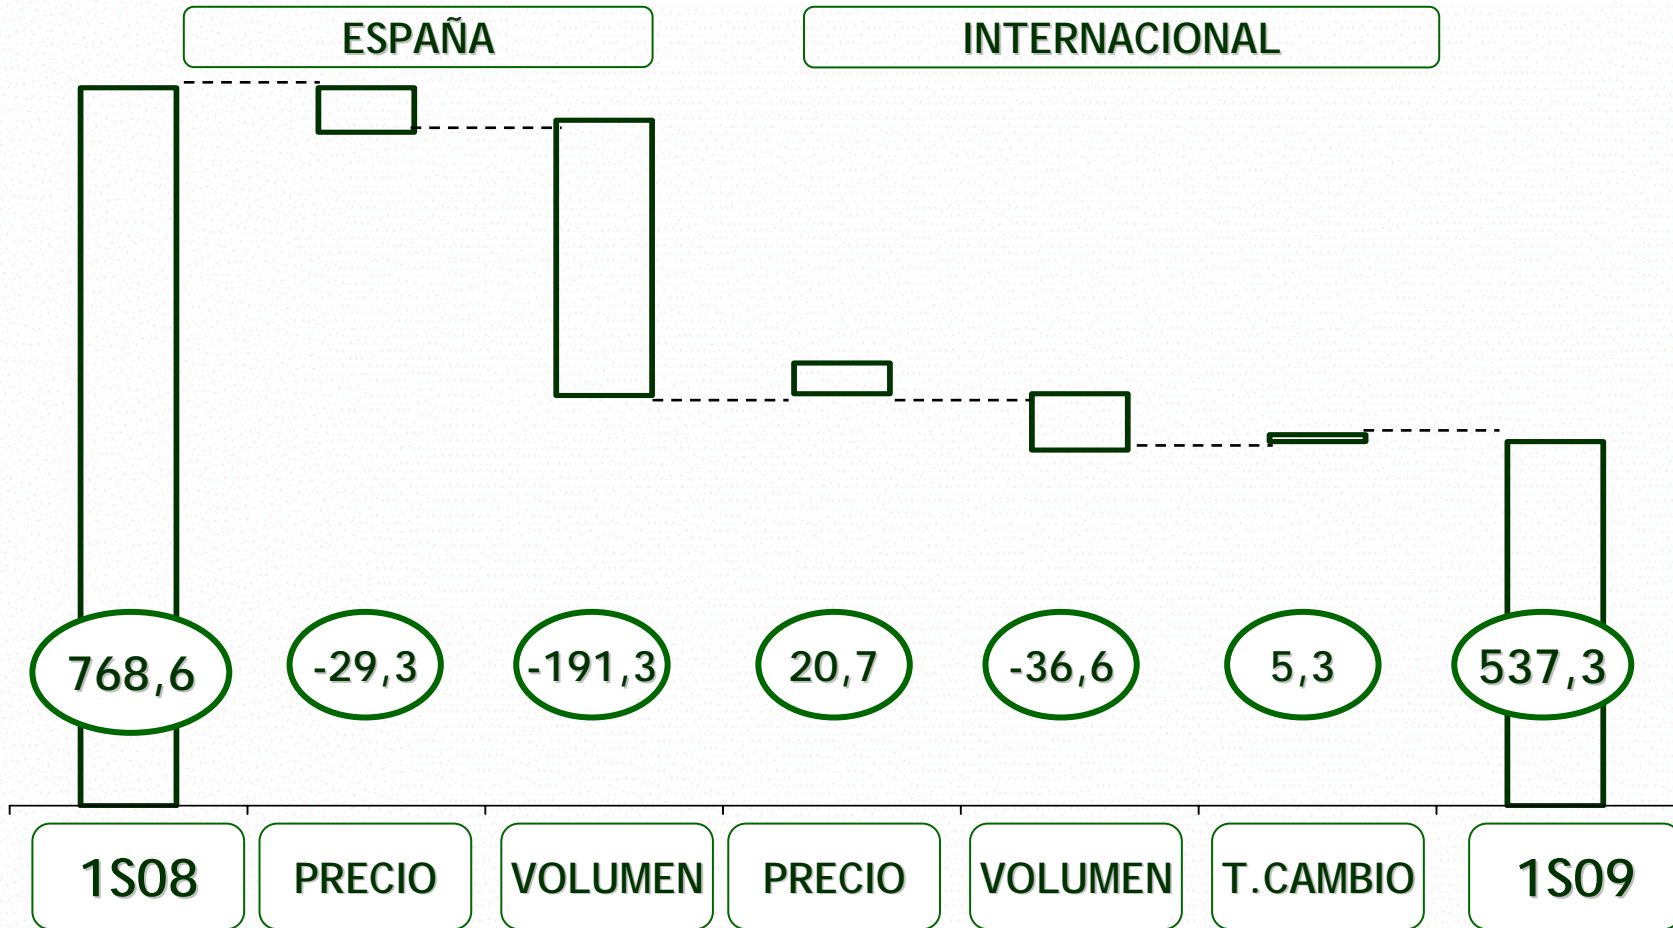 ESPAÑA
INTERNACIONAL
768,6
-29,3
-191,3
20,7
-36,6
5,3
537,3
1S08
PRECIO
VOLUMEN
PRECIO
VOLUMEN
T.CAMBIO
1S09